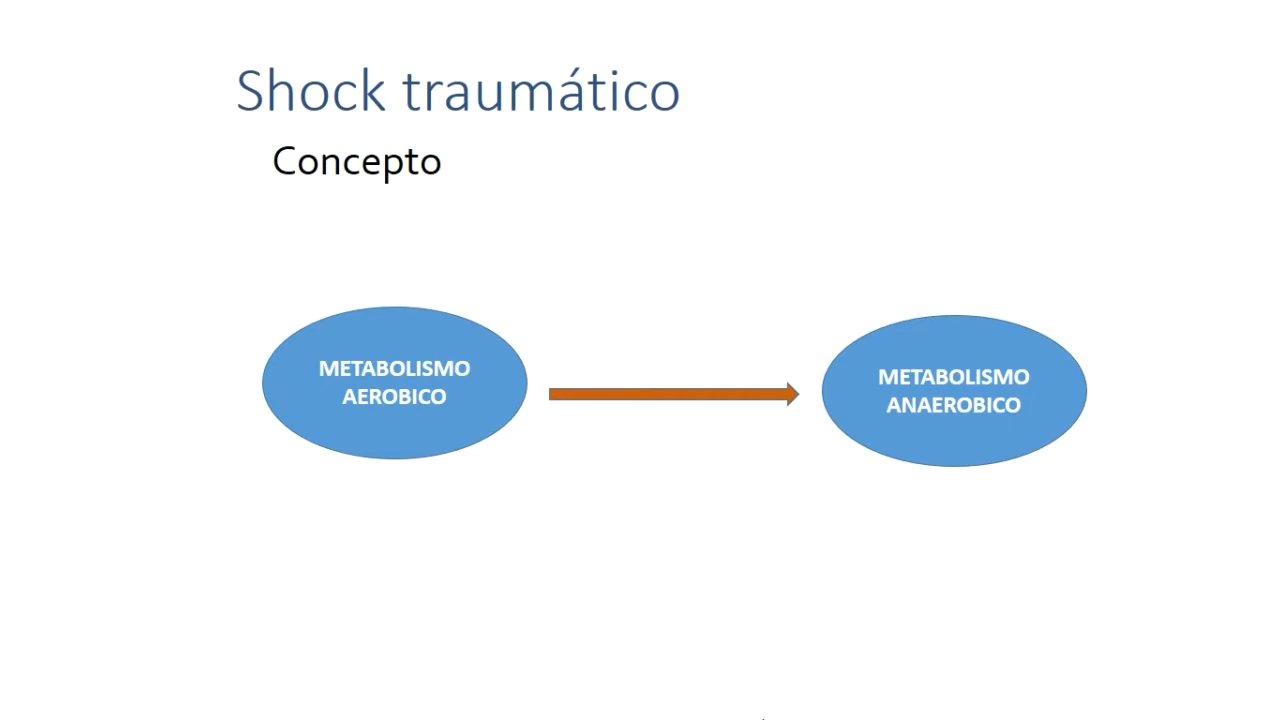 Shock traumático
Concepto
METABOLISMO
AEROBICO
METABOLISMO
ANAEROBICO